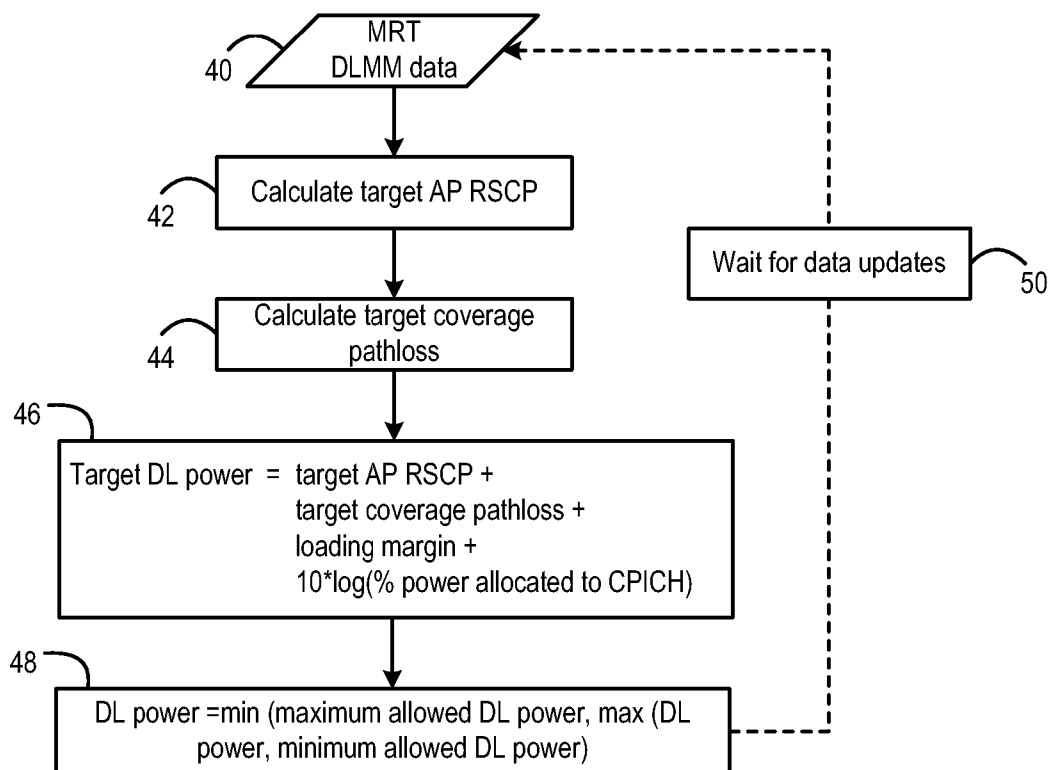 MRT
DLMM data
40
Calculate target AP RSCP
42
Wait for data updates
50
Calculate target coverage
pathloss
44
46
Target DL power = target AP RSCP +
target coverage pathloss +
loading margin +
10*log(% power allocated to CPICH)
48
DL power =min (maximum allowed DL power, max (DL
power, minimum allowed DL power)